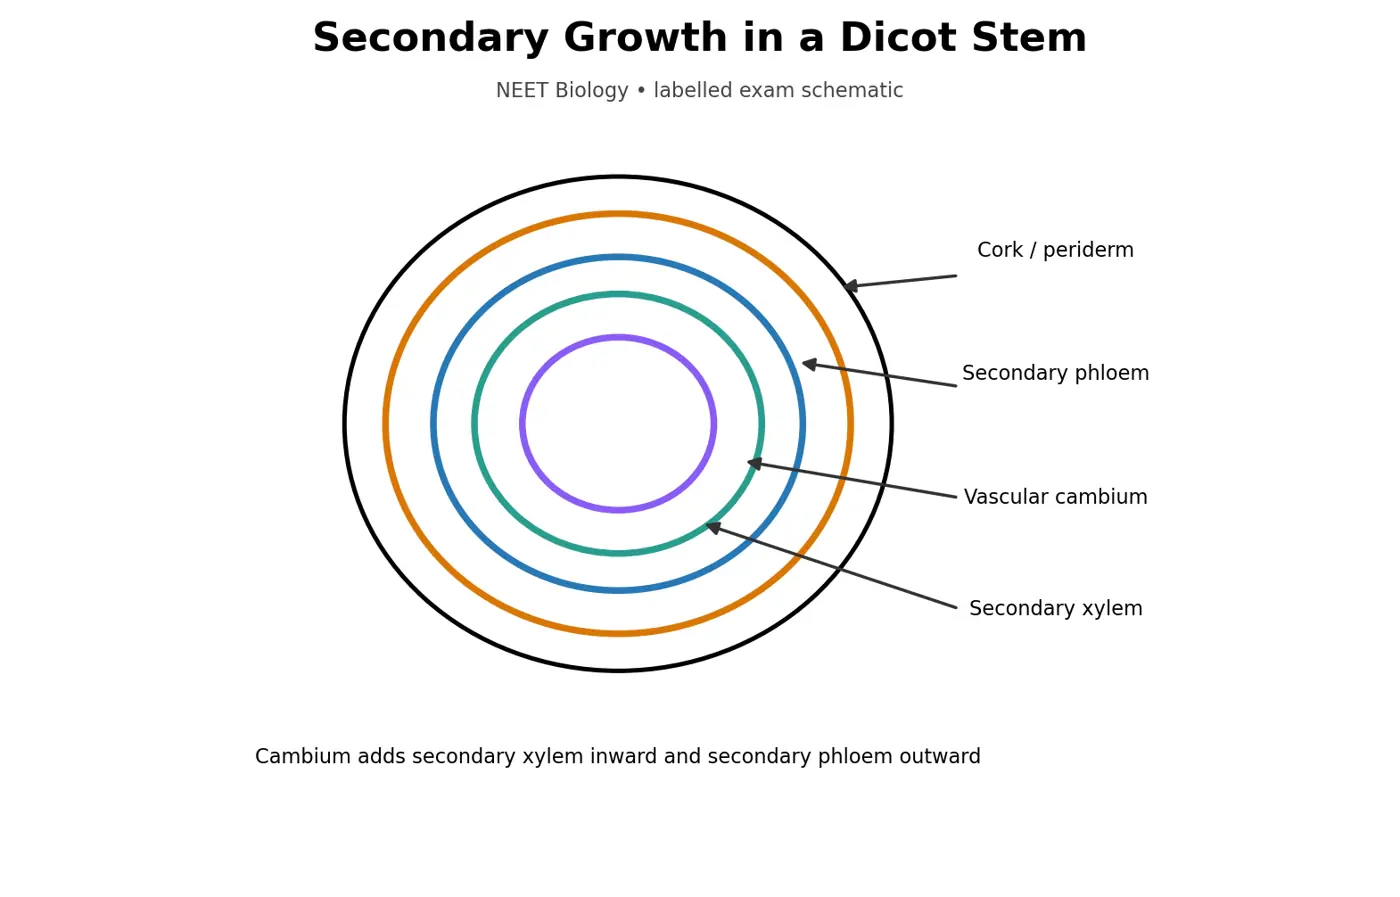 Secondary Growth in a Dicot Stem
NEET Biology • labelled exam schematic
Cork / periderm
Secondary phloem
Vascular cambium
Secondary xylem
Cambium adds secondary xylem inward and secondary phloem outward